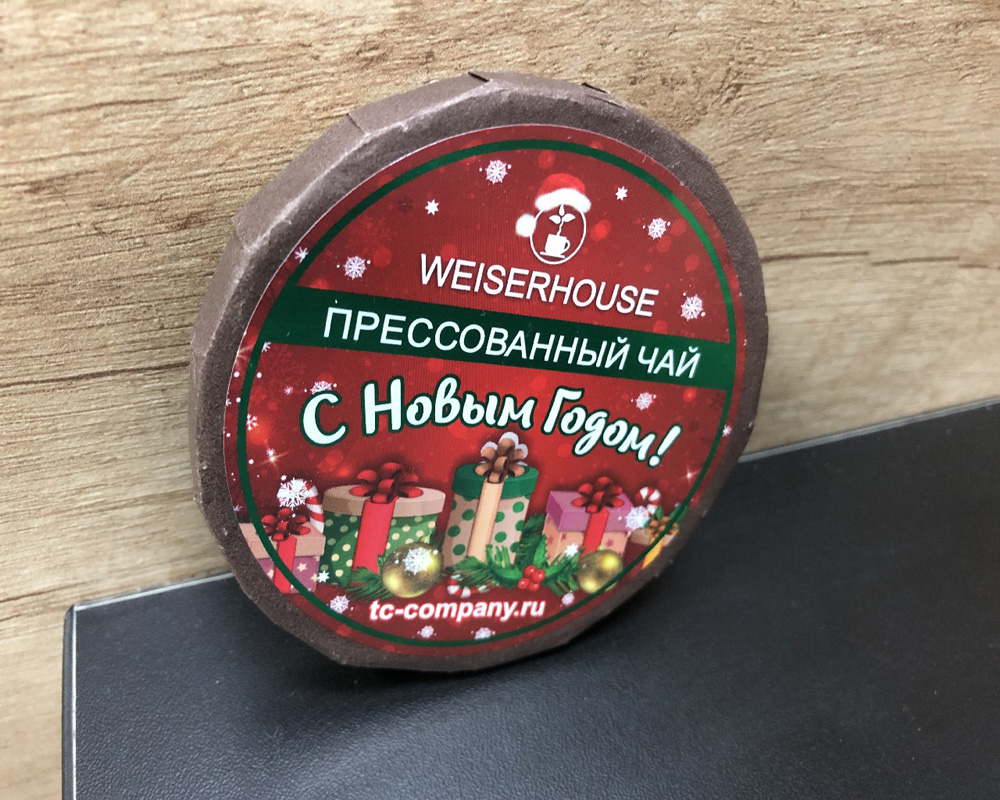 WEISERHOUSE
ПРЕССОВАННЫЙ ЧАЙ
С Новым Годом!
tc-company.ru